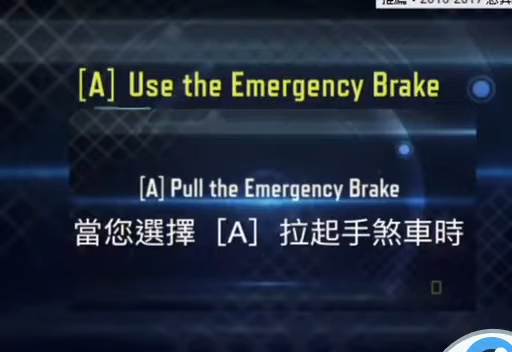 [A] Use the Emergency Brake
[A] Pull the Emergency Brake
當您選擇［A］拉起手煞車時